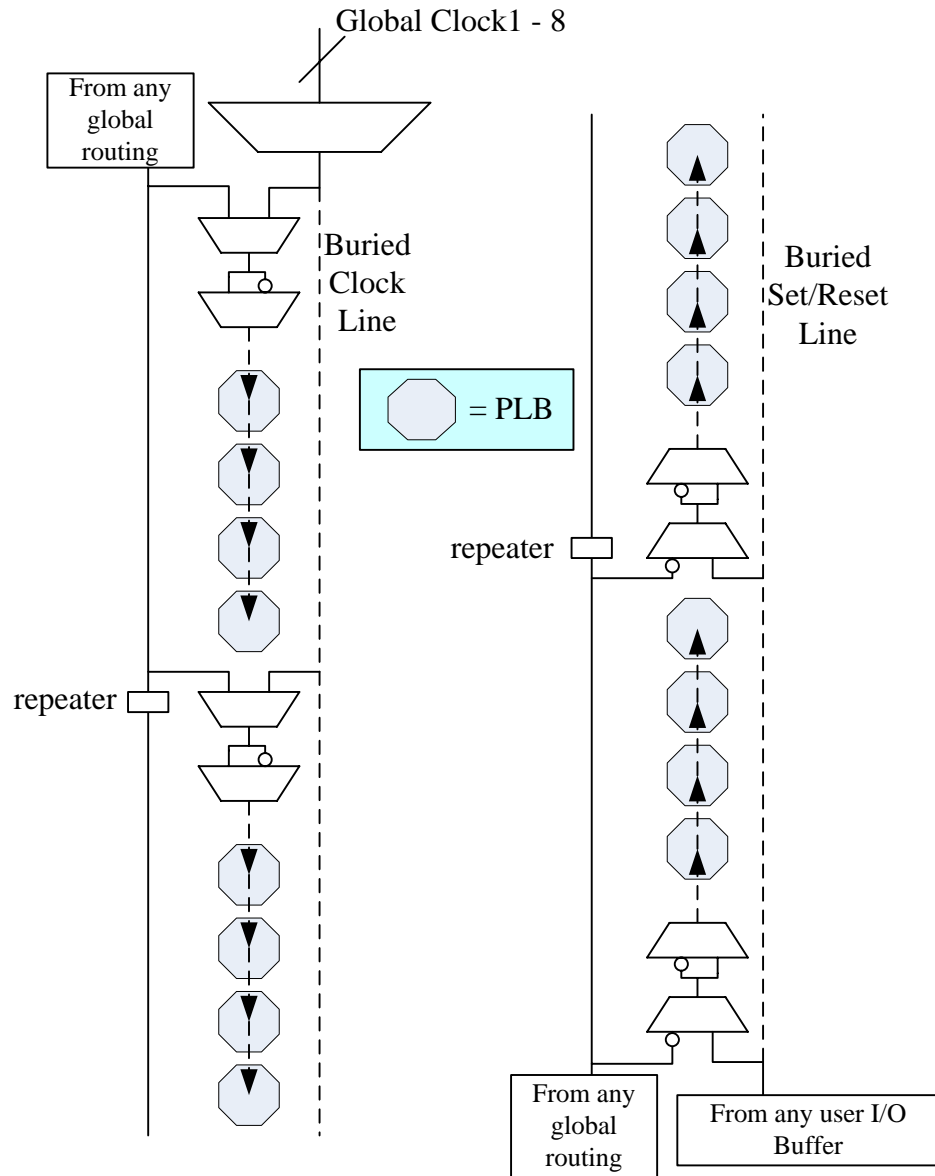 Global Clock1 - 8
From any
global
routing
Buried
Clock
Line
Buried
Set/Reset
Line
= PLB
repeater
repeater
From any
global
routing
From any user I/O
Buffer